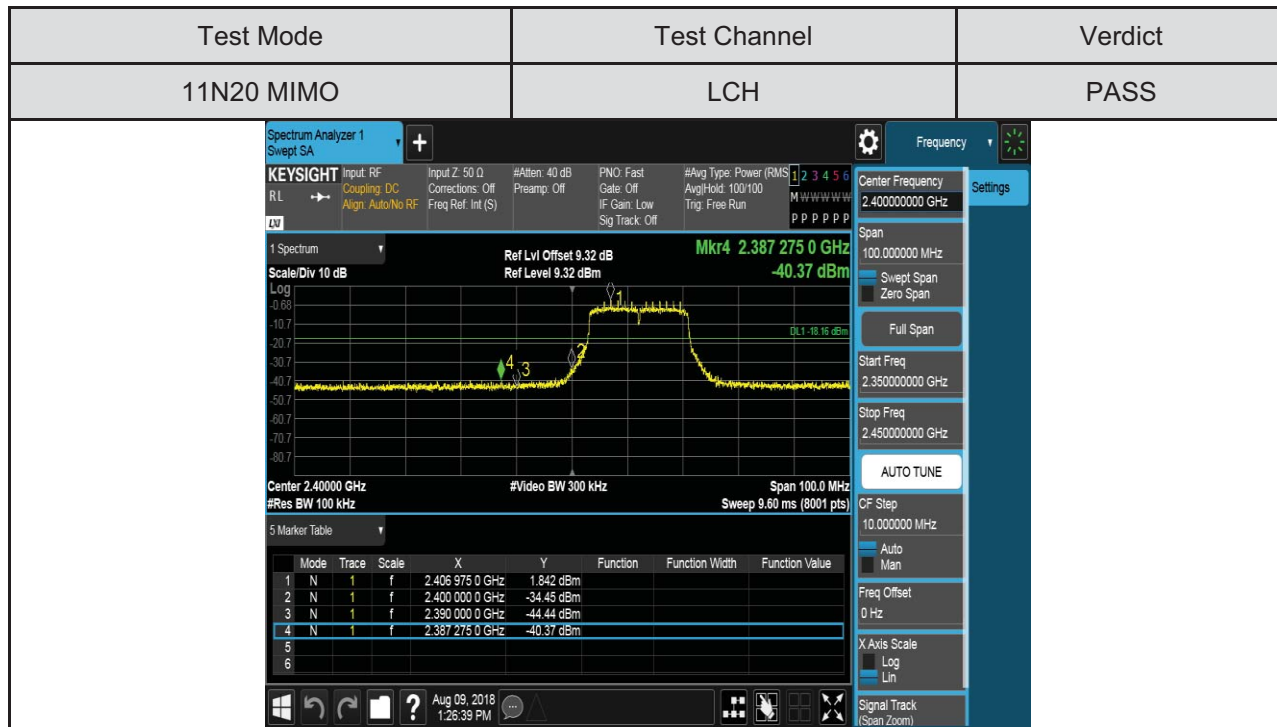 Test Mode Test Channel Verdict
11N20 MIMO LCH PASS
Spectrum Analyzer 1
Swept SA
+
Frequency
KEYSIGHT
RL
LXI
Input: RF
Coupling: DC
Align: Auto/No RF
Input Z: 50 Ω
Corrections: Off
Freq Ref: Int (S)
#Atten: 40 dB
Preamp: Off
PNO: Fast
Gate: Off
IF Gain: Low
Sig Track: Off
#Avg Type: Power (RMS
Avg|Hold: 100/100
Trig: Free Run
1 2 3 4 5 6
M W W W W W
P P P P P P
1 Spectrum
Scale/Div 10 dB
Ref Lvl Offset 9.32 dB
Ref Level 9.32 dBm
Mkr4 2.387 275 0 GHz
-40.37 dBm
Log
-0.68
-10.7
-20.7
-30.7
-40.7
-50.7
-60.7
-70.7
-80.7
1
2
3
4
DL1 -18.16 dBm
Center 2.40000 GHz #Video BW 300 kHz Span 100.0 MHz
#Res BW 100 kHz Sweep 9.60 ms (8001 pts)
5 Marker Table
Mode Trace Scale X Y Function Function Width Function Value
1 N 1 f 2.406 975 0 GHz 1.842 dBm
2 N 1 f 2.400 000 0 GHz -34.45 dBm
3 N 1 f 2.390 000 0 GHz -44.44 dBm
4 N 1 f 2.387 275 0 GHz -40.37 dBm
5
6
?
Aug 09, 2018
1:26:39 PM
Center Frequency
2.400000000 GHz
Settings
Span
100.000000 MHz
Swept Span
Zero Span
Full Span
Start Freq
2.350000000 GHz
Stop Freq
2.450000000 GHz
AUTO TUNE
CF Step
10.000000 MHz
Auto
Man
Freq Offset
0 Hz
X Axis Scale
Log
Lin
Signal Track
(Span Zoom)